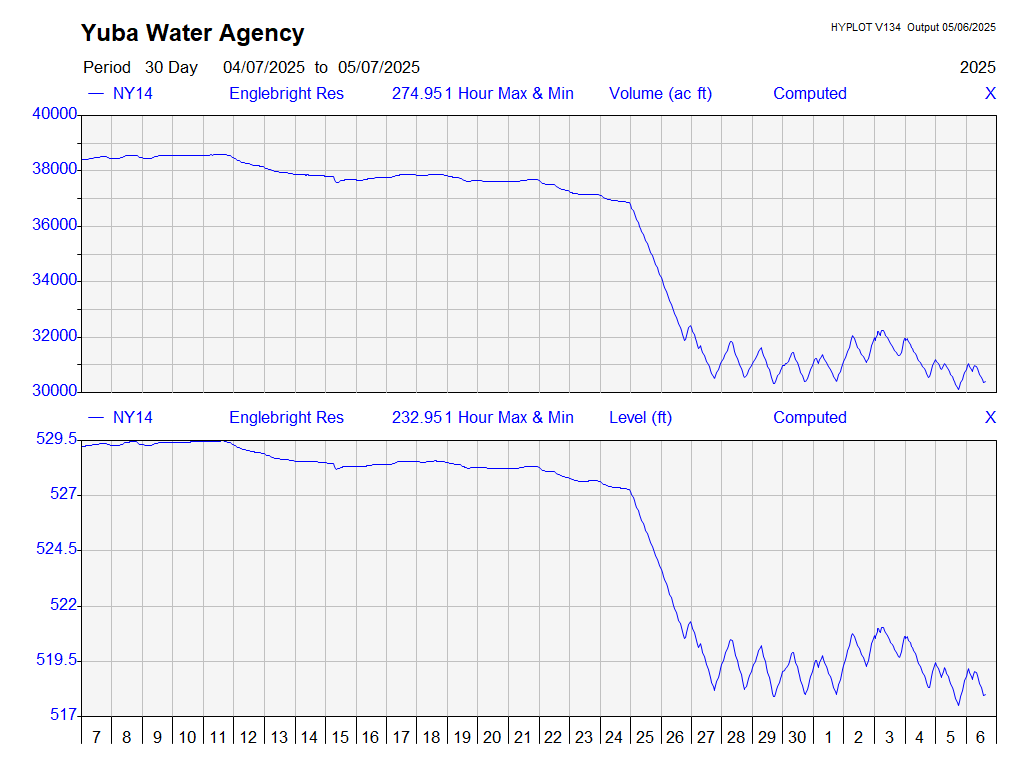 Yuba Water Agency
HYPLOT V134 Output 05/06/2025
Period 30 Day 04/07/2025 to 05/07/2025 2025
NY14 Englebright Res 274.951 Hour Max & Min Volume (ac ft) Computed X
40000
38000
36000
34000
32000
30000
NY14 Englebright Res 232.951 Hour Max & Min Level (ft) Computed X
529.5
527
524.5
522
519.5
517
7 8 9 10 11 12 13 14 15 16 17 18 19 20 21 22 23 24 25 26 27 28 29 30 1 2 3 4 5 6